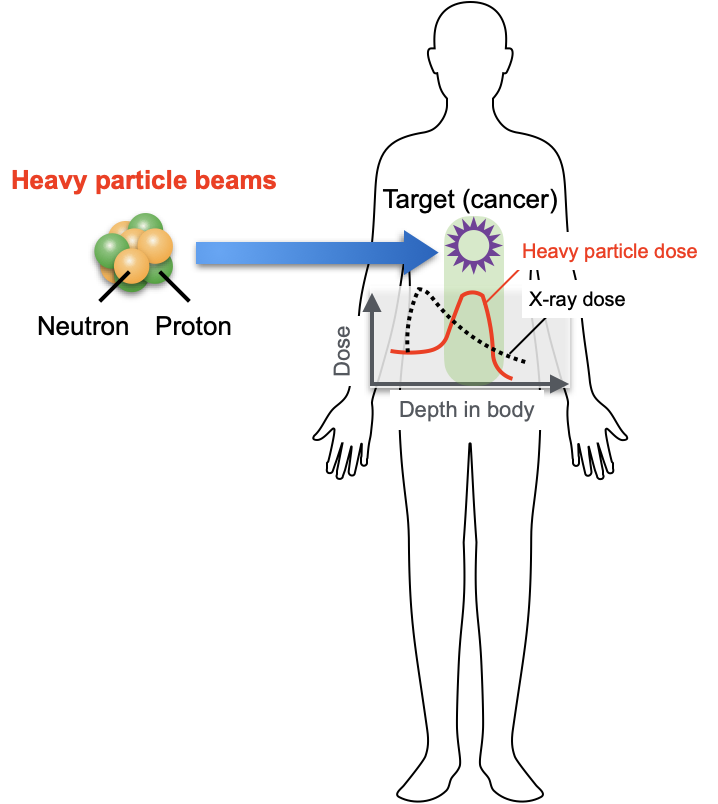 Heavy particle beams
Neutron
Proton
Target (cancer)
Heavy particle dose
X-ray dose
Dose
Depth in body